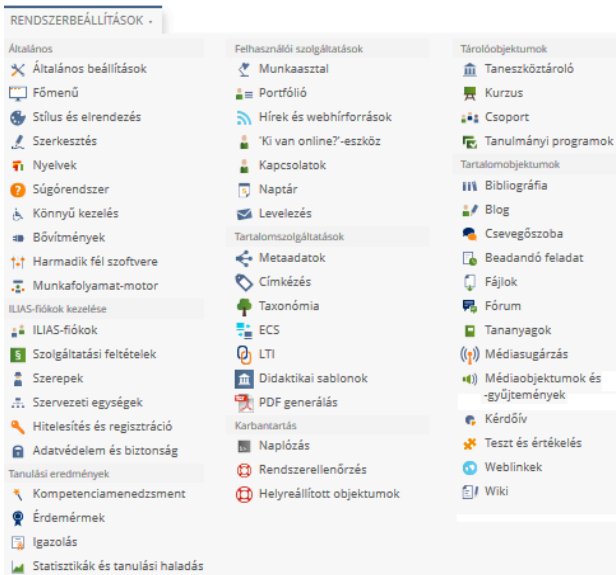 RENDSZERBEÁLLÍTÁSOK
Általános
Általános beállítások
Főmenü
Stílus és elrendezés
Szerkesztés
Nyelvek
Súgórendszer
Könnyű kezelés
Bővítmények
Harmadik fél szoftvere
Munkafolyamat-motor
ILIAS-fiókok kezelése
ILIAS-fiókok
Szolgáltatási feltételek
Szerepek
Szervezeti egységek
Hitelesítés és regisztráció
Adatvédelem és biztonság
Tanulási eredmények
Kompetenciamenedzsment
Érdemérmek
Igazolás
Statisztikák és tanulási haladás
Felhasználói szolgáltatások
Munkaasztal
Portfólió
Hírek és webhírforrások
'Ki van online?'-eszköz
Kapcsolatok
Naptár
Levelezés
Tartalomszolgáltatások
Metaadatok
Címkézés
Taxonómia
ECS
LTI
Didaktikai sablonok
PDF generálás
Karbantartás
Naplózás
Rendszerellenőrzés
Helyreállított objektumok
Tárolóobjektumok
Taneszköztároló
Kurzus
Csoport
Tanulmányi programok
Tartalomobjektumok
Bibliográfia
Blog
Csevegőszoba
Beadandó feladat
Fájlok
Fórum
Tananyagok
Médiasugárzás
Médiaobjektumok és
-gyűjtemények
Kérdőív
Teszt és értékelés
Weblinkek
Wiki